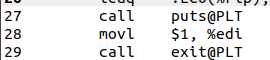 27 call puts@PLT
28 movl $1, %edi
29 call exit@PLT